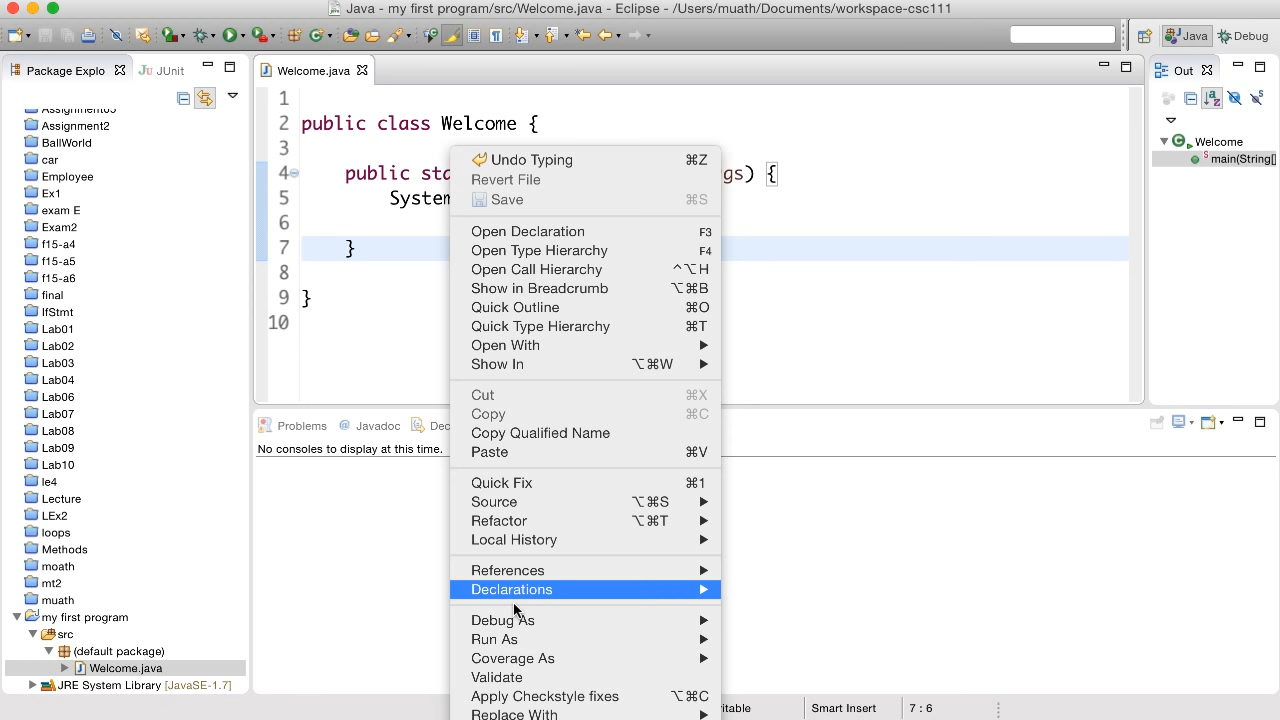 Java - my first program/src/Welcome.java - Eclipse - /Users/muath/Documents/workspace-csc111
Java
Debug
Package Explo
JUnit
Assignment2
BallWorld
car
Employee
Ex1
exam E
Exam2
f15-a4
f15-a5
f15-a6
final
IfStmt
Lab01
Lab02
Lab03
Lab04
Lab06
Lab07
Lab08
Lab09
Lab10
le4
Lecture
LEx2
loops
Methods
moath
mt2
muath
my first program
src
(default package)
Welcome.java
JRE System Library [JavaSE-1.7]
Welcome.java
1
2 public class Welcome {
3
4 public sta gs) {
5 System
6
7 }
8
9 }
10
Undo Typing ⌘Z
Revert File
Save ⌘S
Open Declaration F3
Open Type Hierarchy F4
Open Call Hierarchy ^⌥H
Show in Breadcrumb ⌥⌘B
Quick Outline ⌘O
Quick Type Hierarchy ⌘T
Open With
Show In ⌥⌘W
Cut ⌘X
Copy ⌘C
Copy Qualified Name
Paste ⌘V
Quick Fix ⌘1
Source ⌥⌘S
Refactor ⌥⌘T
Local History
References
Declarations
Debug As
Run As
Coverage As
Validate
Apply Checkstyle fixes ⌥⌘C
Replace With
Problems
Javadoc
Dec
No consoles to display at this time.
Out
Welcome
main(String[]
itable
Smart Insert
7 : 6